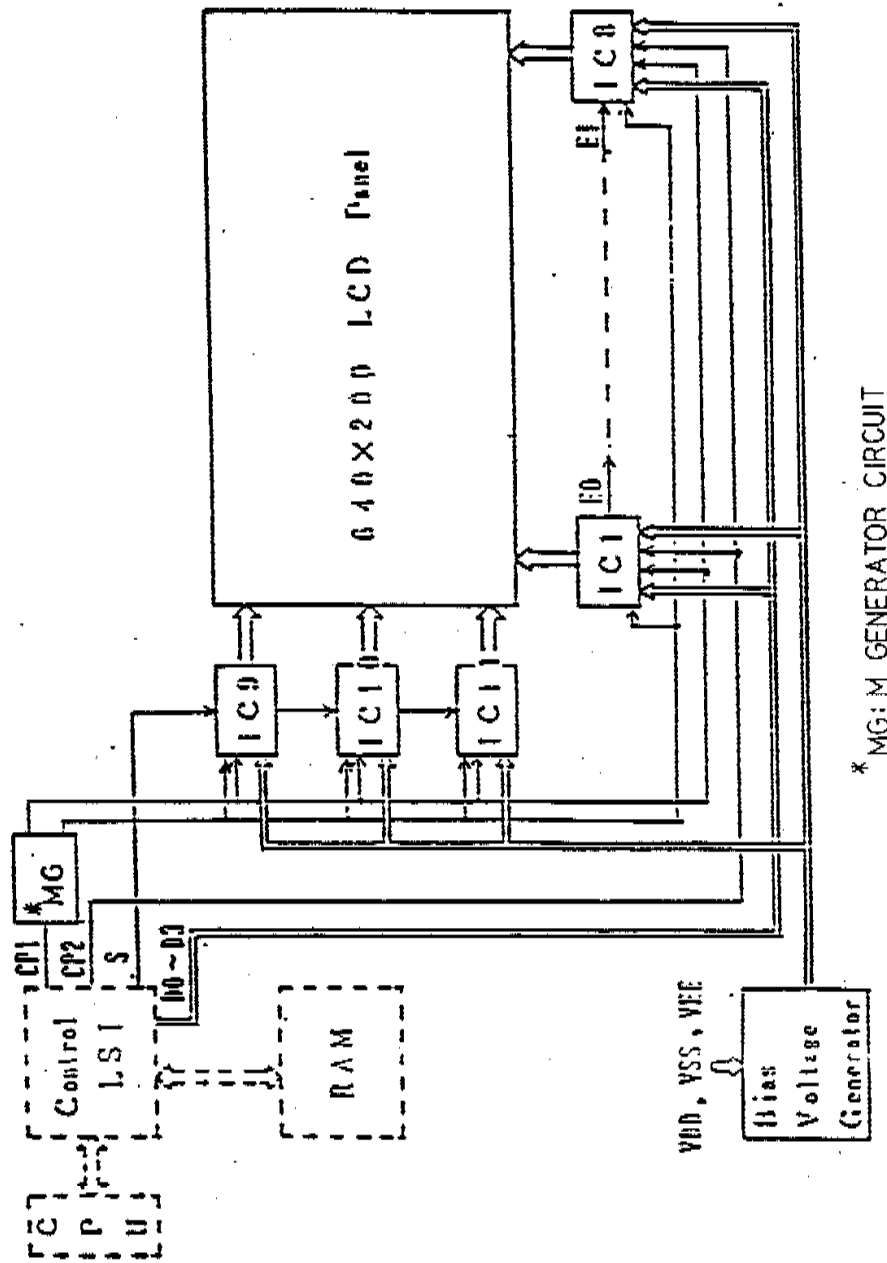 C
P
U
Control
LSI
RAM
CP1
CP2
S
D0~D3
*MG
IC9
IC10
IC11
640×200 LCD Panel
IC1
E0
EI
IC8
VDD, VSS, VEE
Bias
Voltage
Generator
*MG:M GENERATOR CIRCUIT